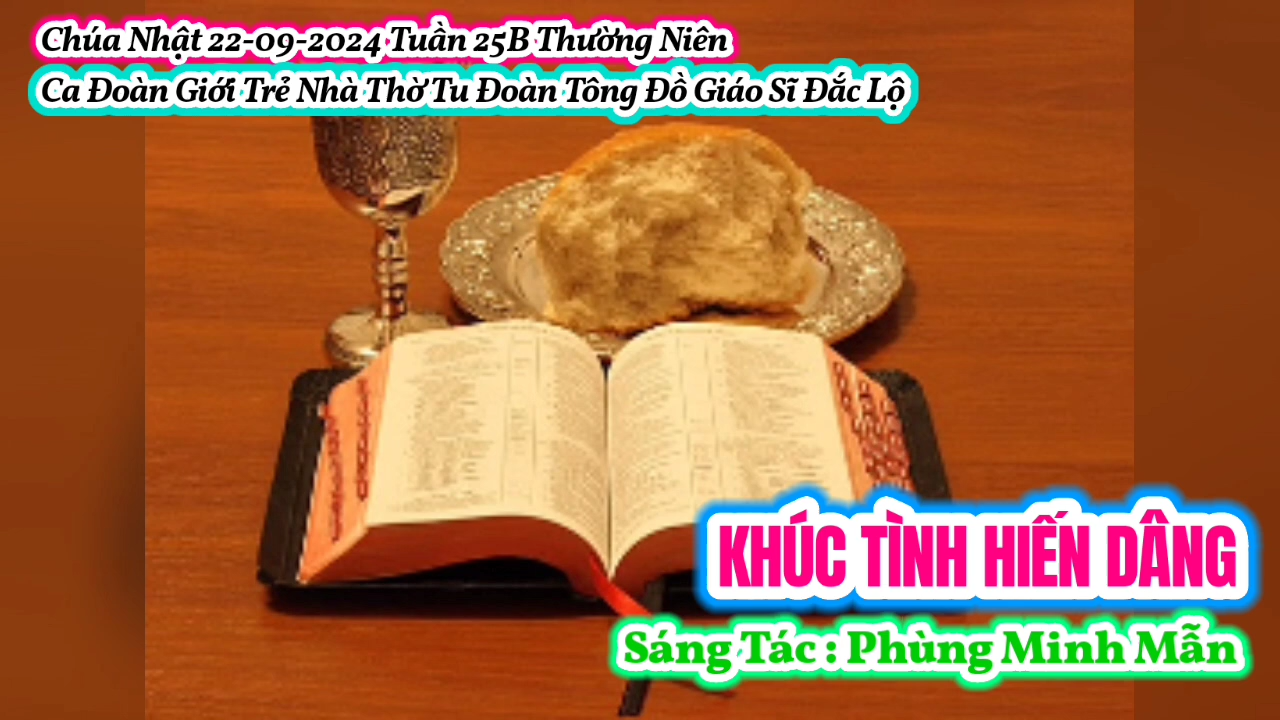 Chúa Nhật 22-09-2024 Tuần 25B Thường Niên
Ca Đoàn Giới Trẻ Nhà Thờ Tu Đoàn Tông Đồ Giáo Sĩ Đắc Lộ
KHÚC TÌNH HIẾN DÂNG
Sáng Tác : Phùng Minh Mẫn